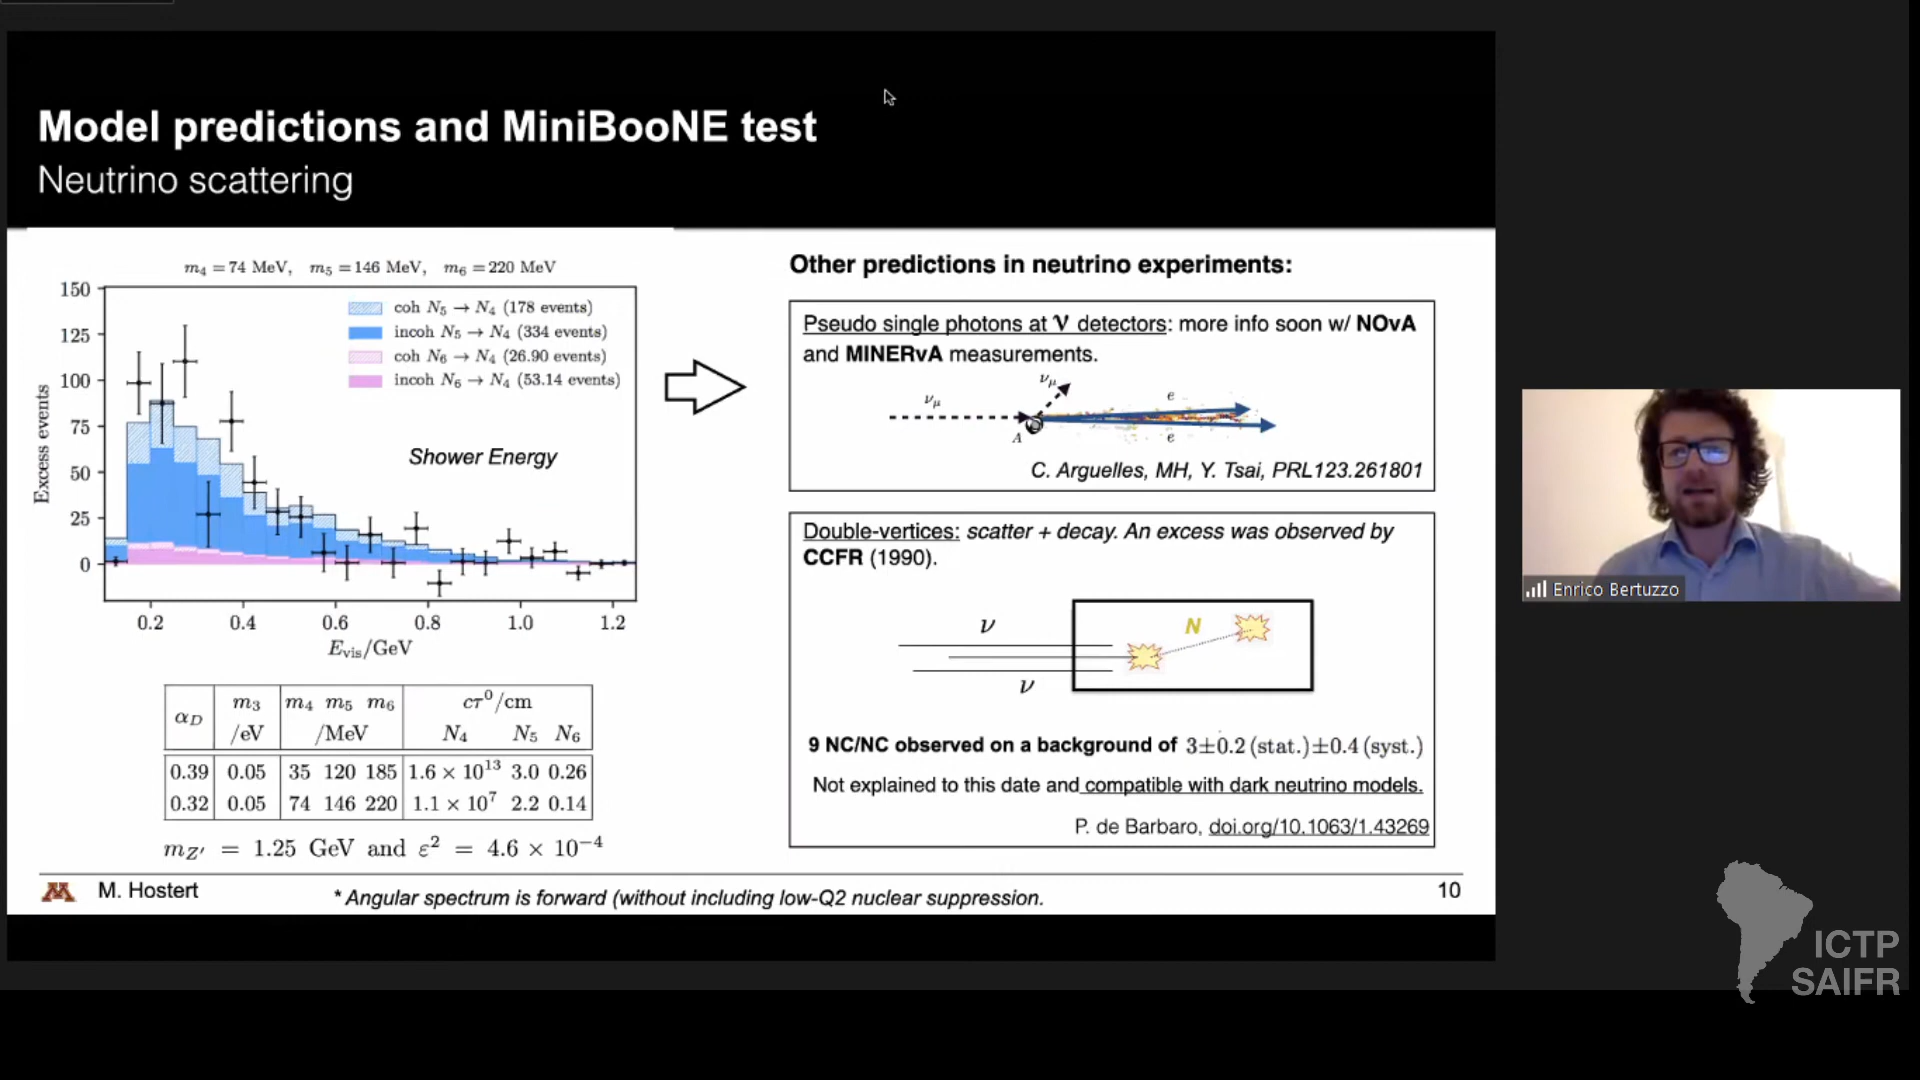 Model predictions and MiniBooNE test
Neutrino scattering
m₄ = 74 MeV, m₅ = 146 MeV, m₆ = 220 MeV
150
125
100
75
50
25
0
Excess events
coh N₅ → N₄ (178 events)
incoh N₅ → N₄ (334 events)
coh N₆ → N₄ (26.90 events)
incoh N₆ → N₄ (53.14 events)
Shower Energy
0.2 0.4 0.6 0.8 1.0 1.2
E_vis/GeV
α_D m₃ m₄ m₅ m₆ cτ⁰/cm
/eV /MeV N₄ N₅ N₆
0.39 0.05 35 120 185 1.6 × 10¹³ 3.0 0.26
0.32 0.05 74 146 220 1.1 × 10⁷ 2.2 0.14
m_Z′ = 1.25 GeV and ε² = 4.6 × 10⁻⁴
Other predictions in neutrino experiments:
Pseudo single photons at ν detectors: more info soon w/ NOvA
and MINERvA measurements.
ν_μ
ν_μ
A
e
e
C. Arguelles, MH, Y. Tsai, PRL123.261801
Double-vertices: scatter + decay. An excess was observed by
CCFR (1990).
ν
N
ν
9 NC/NC observed on a background of 3±0.2 (stat.)±0.4 (syst.)
Not explained to this date and compatible with dark neutrino models.
P. de Barbaro, doi.org/10.1063/1.43269
M
M. Hostert
* Angular spectrum is forward (without including low-Q2 nuclear suppression.
10
Enrico Bertuzzo
ICTP
SAIFR